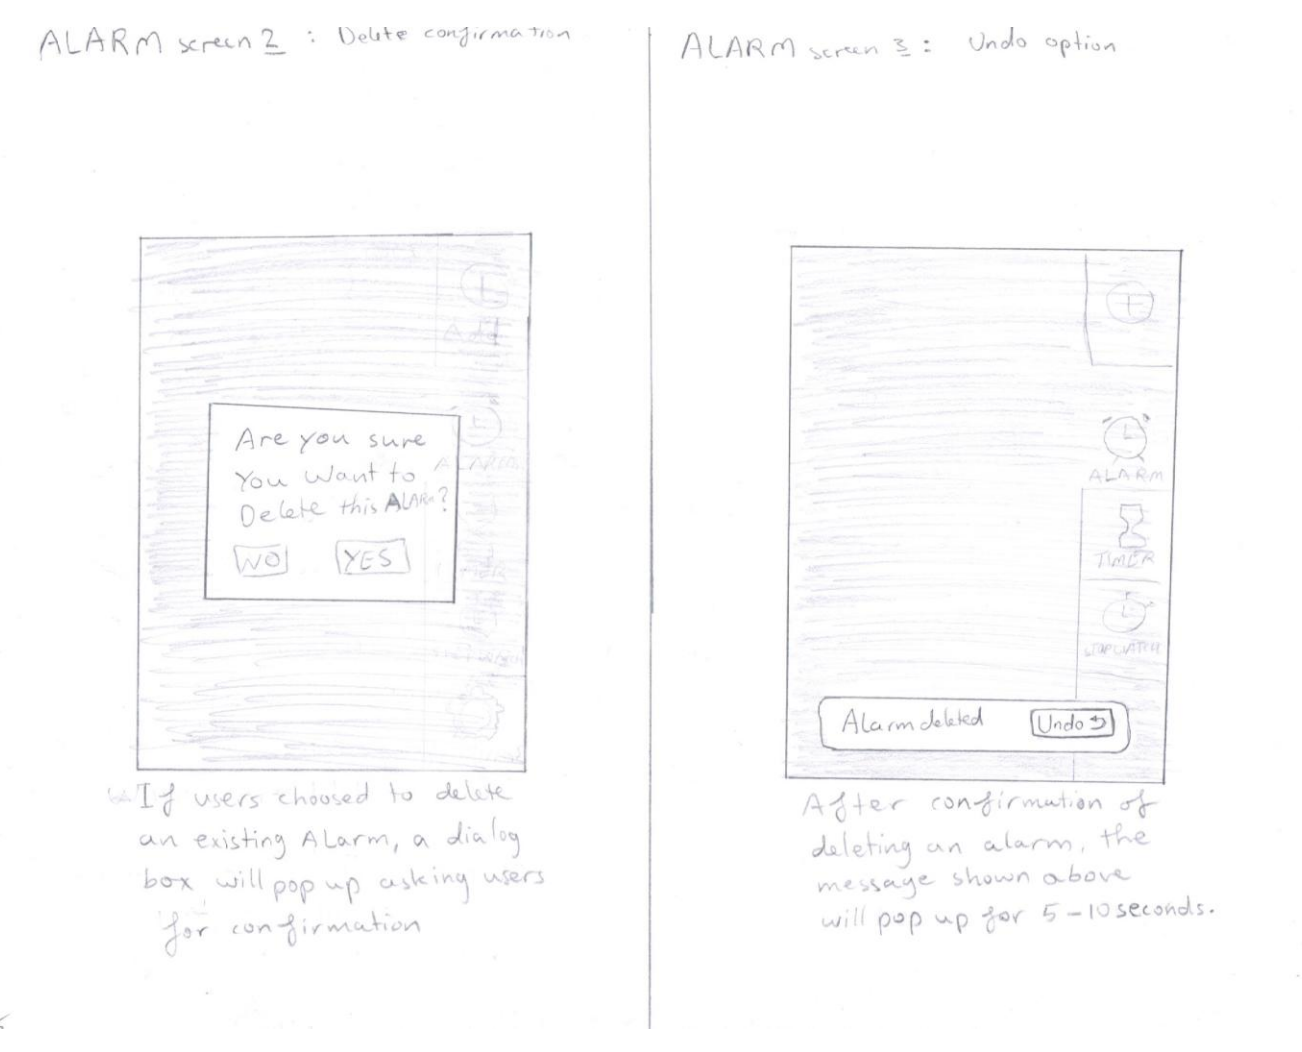 ALARM screen 2 : Delete confirmation
Add
ALARM
Are you sure
You Want to
Delete this ALARM?
NO YES
If users choosed to delete
an existing ALarm, a dialog
box will pop up asking users
for confirmation
ALARM screen 3 : Undo option
ALARM
TIMER
STOPWATCH
Alarm deleted Undo
After confirmation of
deleting an alarm, the
message shown above
will pop up for 5-10 seconds.